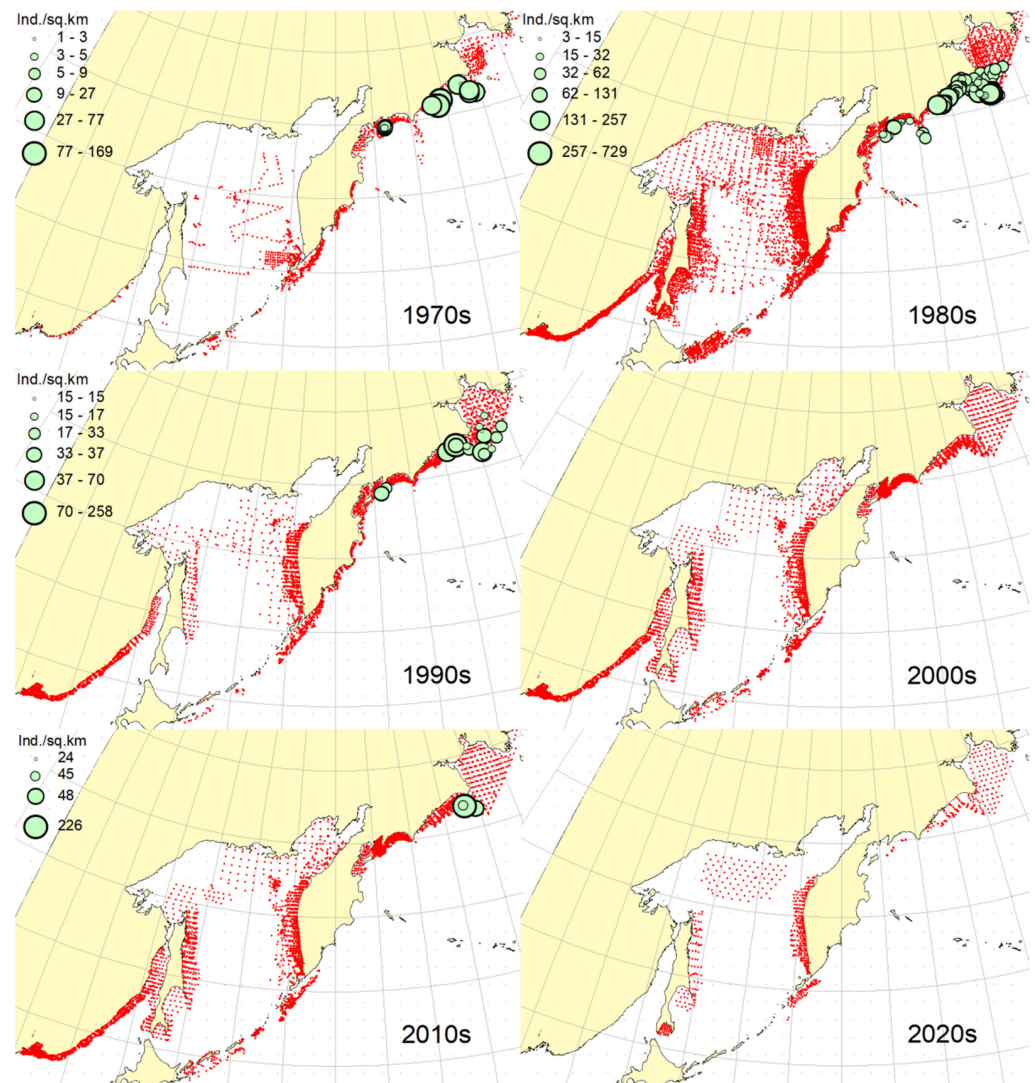 Ind./sq.km
1 - 3
3 - 5
5 - 9
9 - 27
27 - 77
77 - 169
1970s
Ind./sq.km
3 - 15
15 - 32
32 - 62
62 - 131
131 - 257
257 - 729
1980s
Ind./sq.km
15 - 15
15 - 17
17 - 33
33 - 37
37 - 70
70 - 258
1990s
2000s
Ind./sq.km
24
45
48
226
2010s
2020s